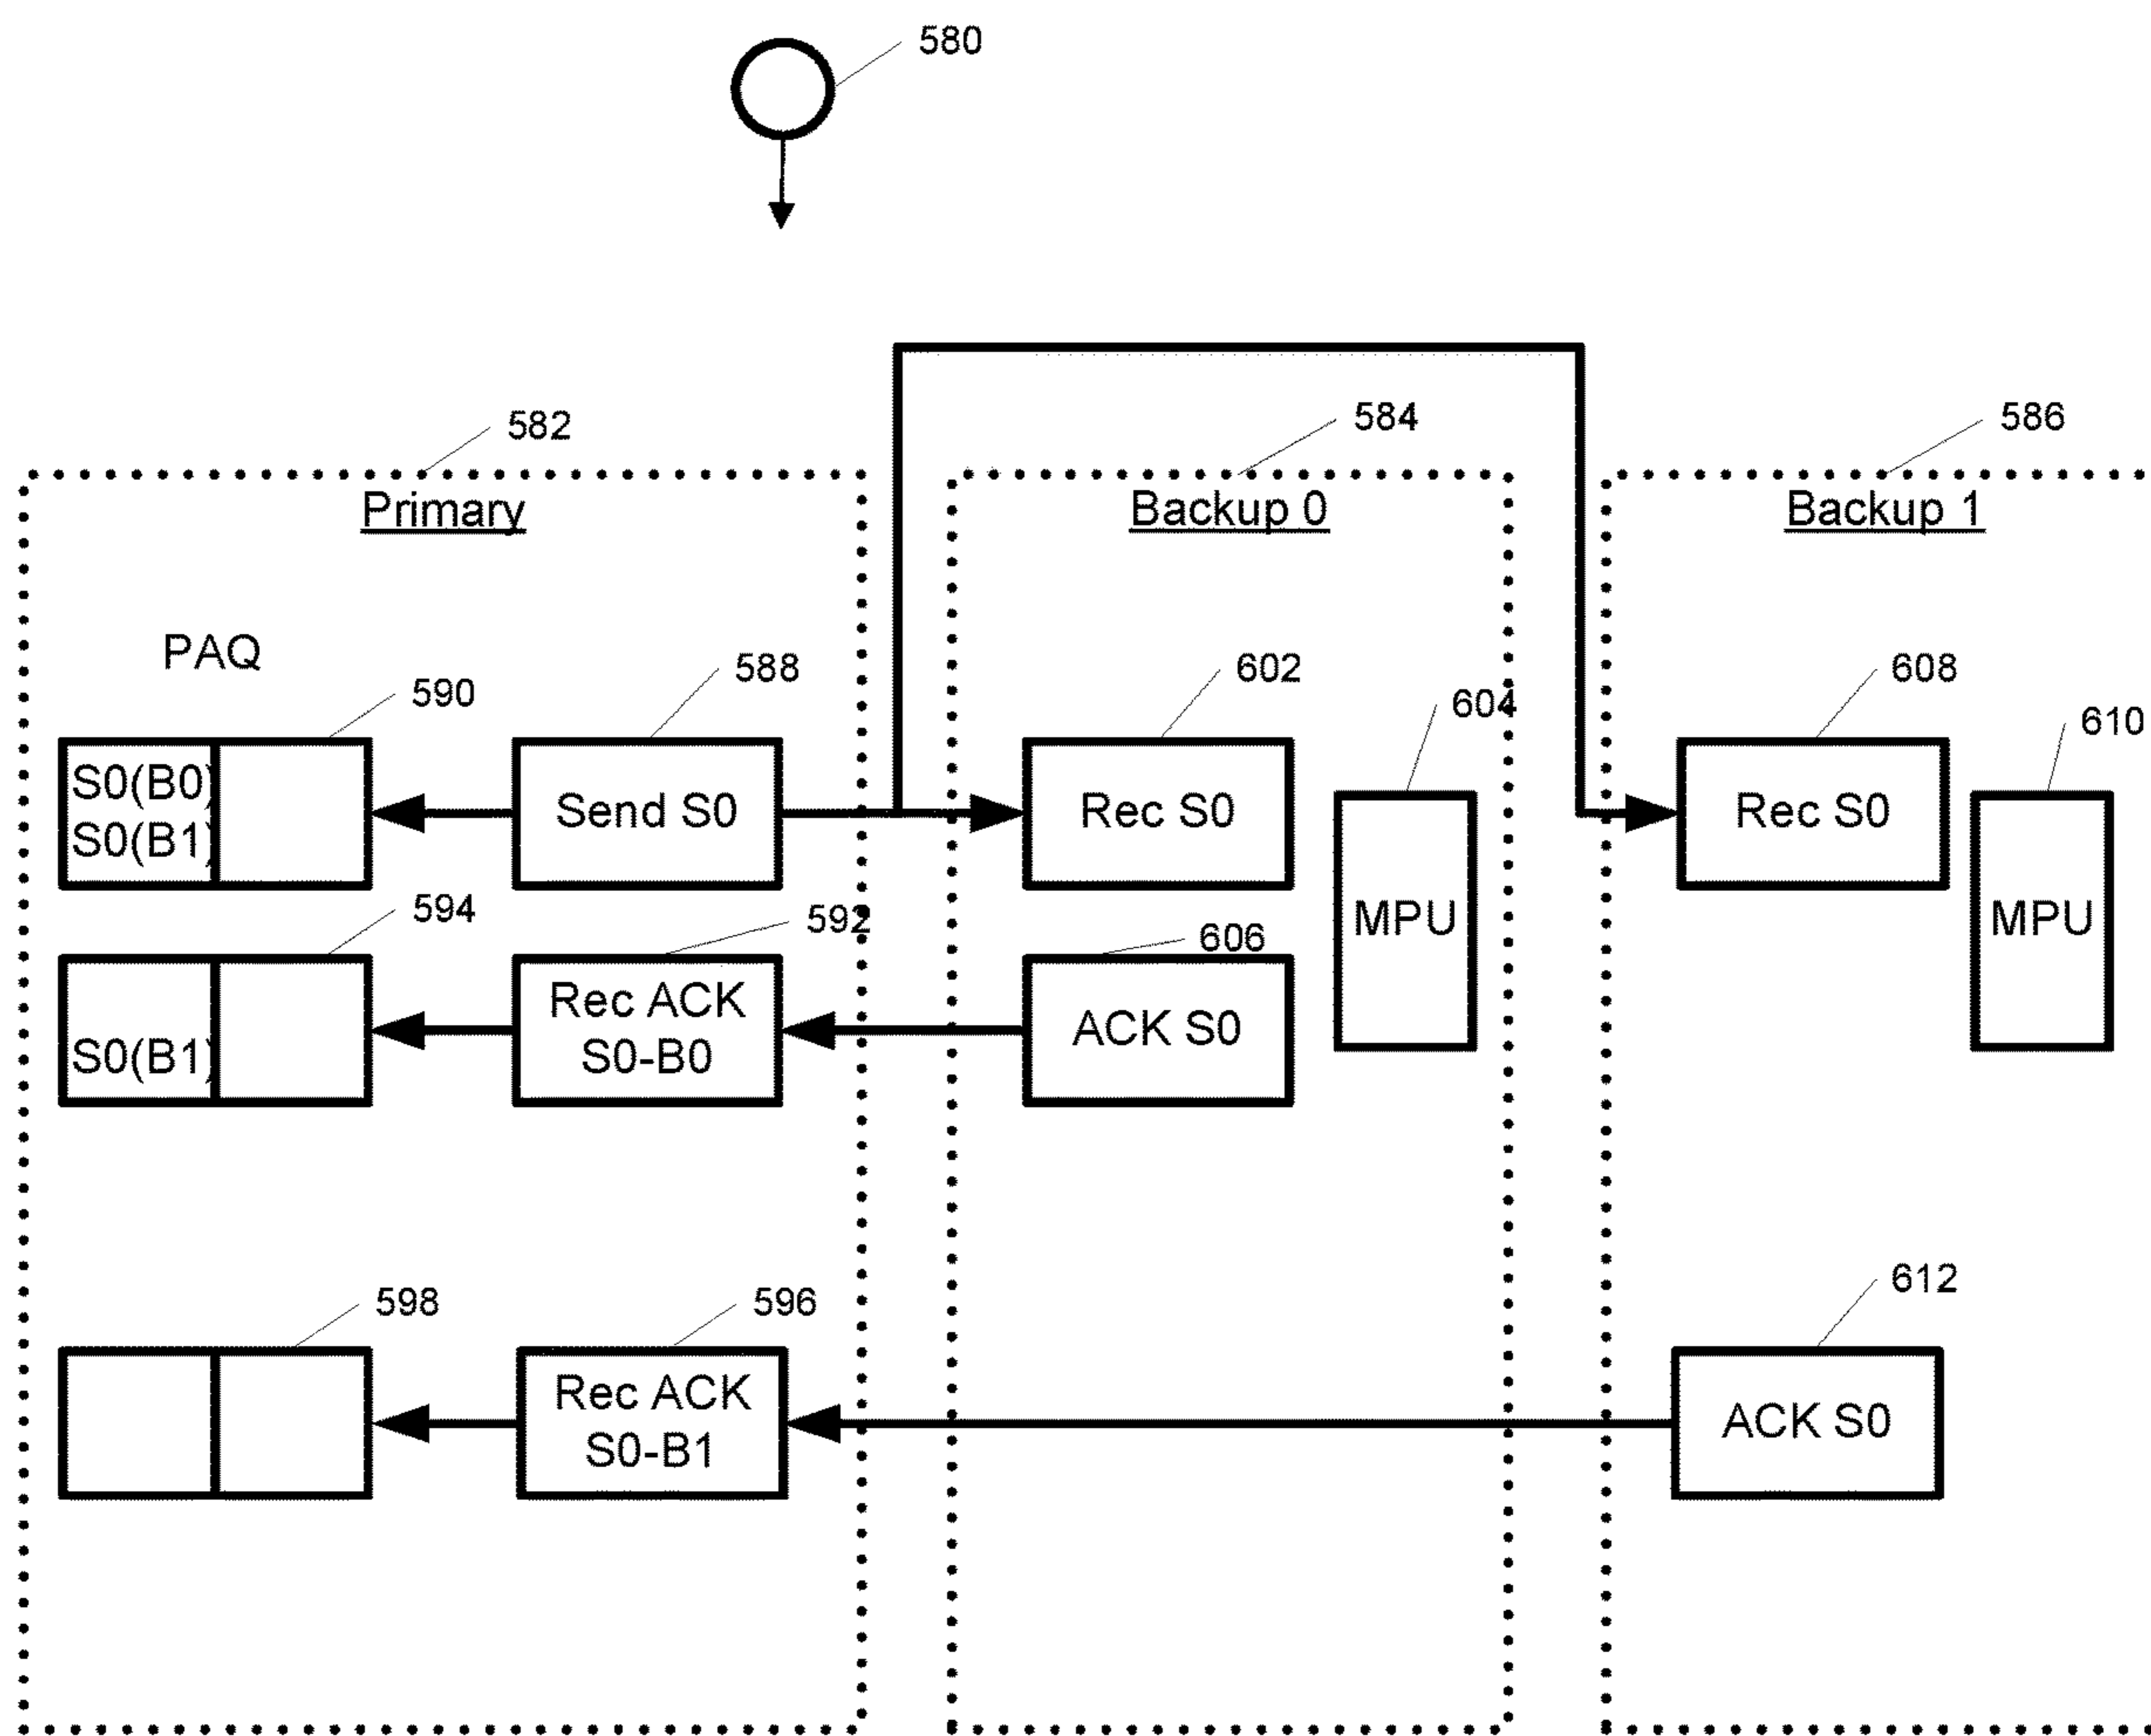 580
582
584
586
Primary
Backup 0
Backup 1
PAQ
590
588
602
604
608
610
S0(B0)
S0(B1)
Send S0
Rec S0
Rec S0
MPU
MPU
594
592
606
S0(B1)
Rec ACK
S0-B0
ACK S0
598
596
612
Rec ACK
S0-B1
ACK S0